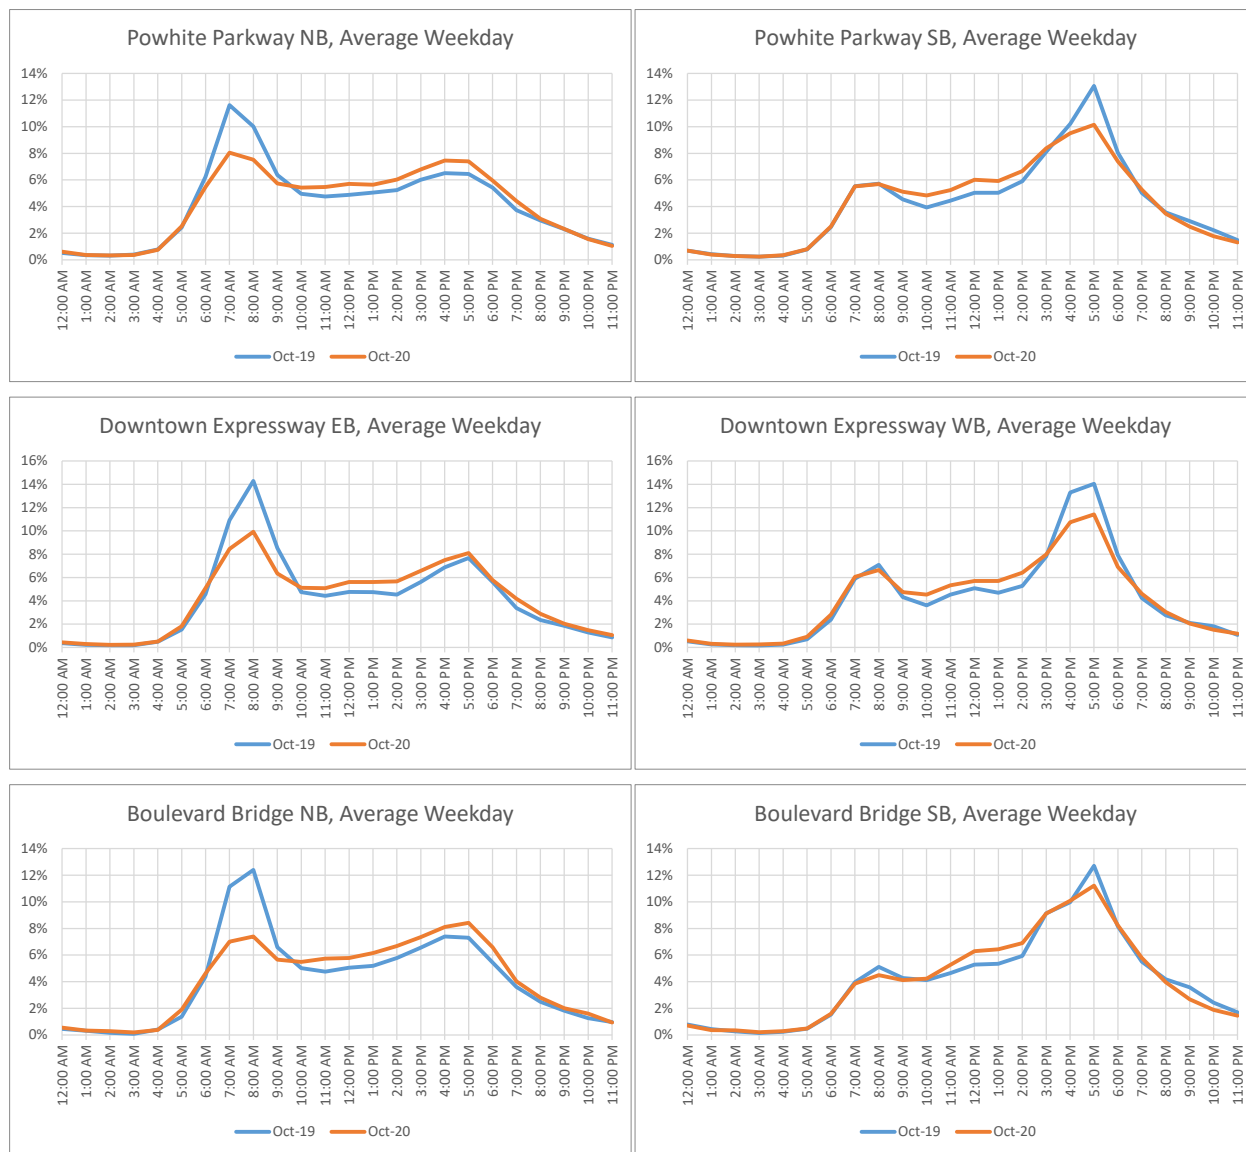 Powhite Parkway NB, Average Weekday
14%
12%
10%
8%
6%
4%
2%
0%
12:00 AM
1:00 AM
2:00 AM
3:00 AM
4:00 AM
5:00 AM
6:00 AM
7:00 AM
8:00 AM
9:00 AM
10:00 AM
11:00 AM
12:00 PM
1:00 PM
2:00 PM
3:00 PM
4:00 PM
5:00 PM
6:00 PM
7:00 PM
8:00 PM
9:00 PM
10:00 PM
11:00 PM
Oct-19 Oct-20
Powhite Parkway SB, Average Weekday
14%
12%
10%
8%
6%
4%
2%
0%
12:00 AM
1:00 AM
2:00 AM
3:00 AM
4:00 AM
5:00 AM
6:00 AM
7:00 AM
8:00 AM
9:00 AM
10:00 AM
11:00 AM
12:00 PM
1:00 PM
2:00 PM
3:00 PM
4:00 PM
5:00 PM
6:00 PM
7:00 PM
8:00 PM
9:00 PM
10:00 PM
11:00 PM
Oct-19 Oct-20
Downtown Expressway EB, Average Weekday
16%
14%
12%
10%
8%
6%
4%
2%
0%
12:00 AM
1:00 AM
2:00 AM
3:00 AM
4:00 AM
5:00 AM
6:00 AM
7:00 AM
8:00 AM
9:00 AM
10:00 AM
11:00 AM
12:00 PM
1:00 PM
2:00 PM
3:00 PM
4:00 PM
5:00 PM
6:00 PM
7:00 PM
8:00 PM
9:00 PM
10:00 PM
11:00 PM
Oct-19 Oct-20
Downtown Expressway WB, Average Weekday
16%
14%
12%
10%
8%
6%
4%
2%
0%
12:00 AM
1:00 AM
2:00 AM
3:00 AM
4:00 AM
5:00 AM
6:00 AM
7:00 AM
8:00 AM
9:00 AM
10:00 AM
11:00 AM
12:00 PM
1:00 PM
2:00 PM
3:00 PM
4:00 PM
5:00 PM
6:00 PM
7:00 PM
8:00 PM
9:00 PM
10:00 PM
11:00 PM
Oct-19 Oct-20
Boulevard Bridge NB, Average Weekday
14%
12%
10%
8%
6%
4%
2%
0%
12:00 AM
1:00 AM
2:00 AM
3:00 AM
4:00 AM
5:00 AM
6:00 AM
7:00 AM
8:00 AM
9:00 AM
10:00 AM
11:00 AM
12:00 PM
1:00 PM
2:00 PM
3:00 PM
4:00 PM
5:00 PM
6:00 PM
7:00 PM
8:00 PM
9:00 PM
10:00 PM
11:00 PM
Oct-19 Oct-20
Boulevard Bridge SB, Average Weekday
14%
12%
10%
8%
6%
4%
2%
0%
12:00 AM
1:00 AM
2:00 AM
3:00 AM
4:00 AM
5:00 AM
6:00 AM
7:00 AM
8:00 AM
9:00 AM
10:00 AM
11:00 AM
12:00 PM
1:00 PM
2:00 PM
3:00 PM
4:00 PM
5:00 PM
6:00 PM
7:00 PM
8:00 PM
9:00 PM
10:00 PM
11:00 PM
Oct-19 Oct-20